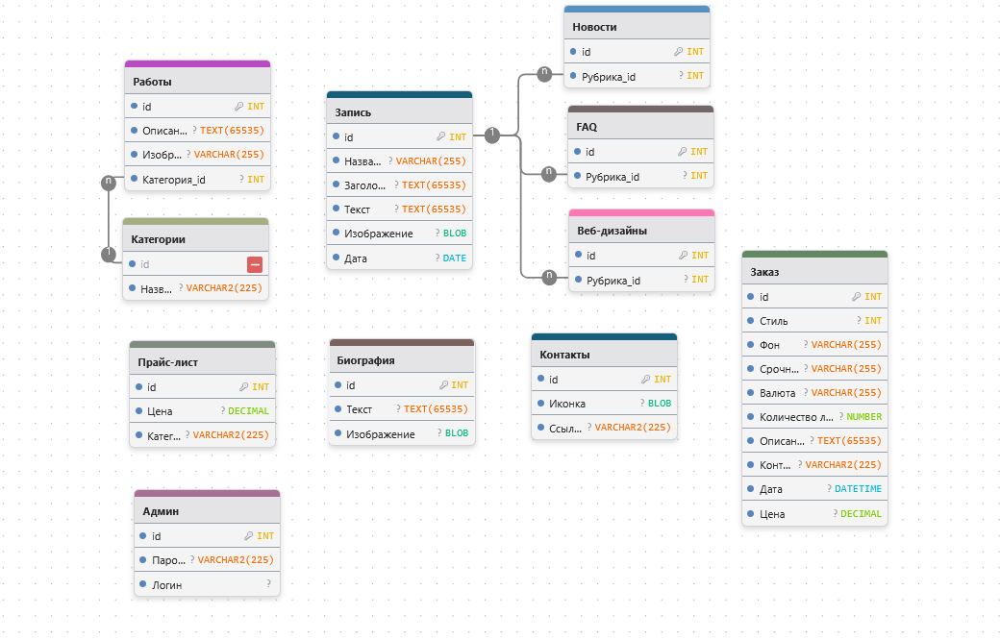 Работы
id INT
Описан... ? TEXT(65535)
Изобр... ? VARCHAR(255)
Категория_id ? INT
n
1
Категории
id
Назв... ? VARCHAR2(225)
Запись
id INT
Назва... ? VARCHAR(255)
Заголо... ? TEXT(65535)
Текст ? TEXT(65535)
Изображение ? BLOB
Дата ? DATE
1
n
n
n
Новости
id INT
Рубрика_id ? INT
FAQ
id INT
Рубрика_id ? INT
Веб-дизайны
id INT
Рубрика_id ? INT
Заказ
id INT
Стиль ? INT
Фон ? VARCHAR(255)
Срочн... ? VARCHAR(255)
Валюта ? VARCHAR(255)
Количество л... ? NUMBER
Описан... ? TEXT(65535)
Конт... ? VARCHAR2(225)
Дата ? DATETIME
Цена ? DECIMAL
Прайс-лист
id INT
Цена ? DECIMAL
Катег... ? VARCHAR2(225)
Биография
id INT
Текст ? TEXT(65535)
Изображение ? BLOB
Контакты
id INT
Иконка ? BLOB
Ссыл... ? VARCHAR2(225)
Админ
id INT
Паро... ? VARCHAR2(225)
Логин ?